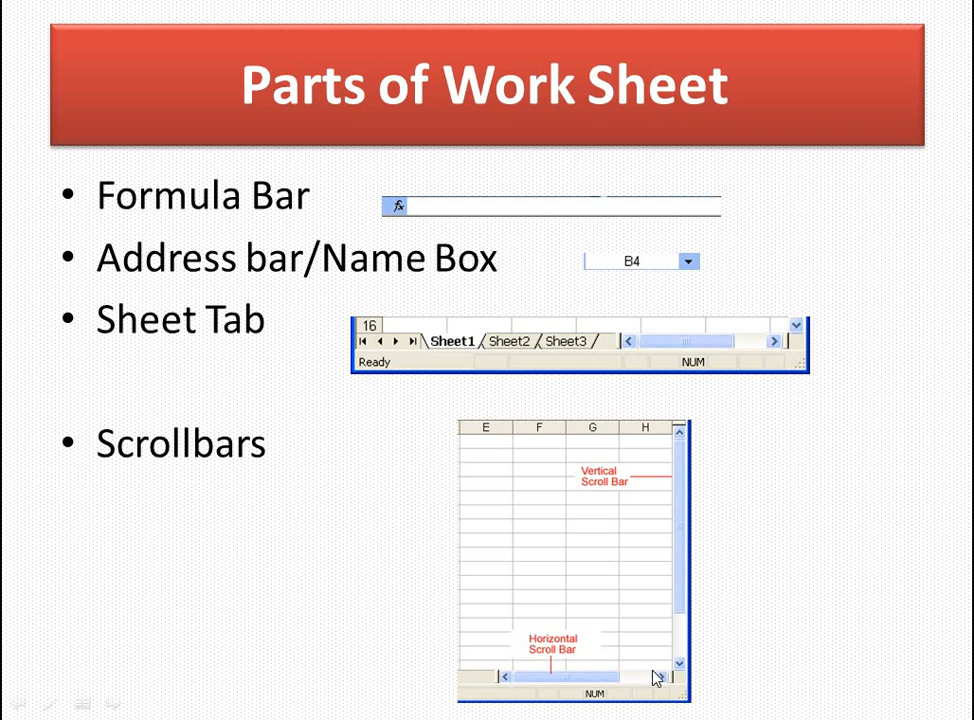 Parts of Work Sheet
• Formula Bar
fx
• Address bar/Name Box
B4
• Sheet Tab
16
Sheet1 Sheet2 Sheet3
Ready NUM
• Scrollbars
E F G H
Vertical
Scroll Bar
Horizontal
Scroll Bar
NUM